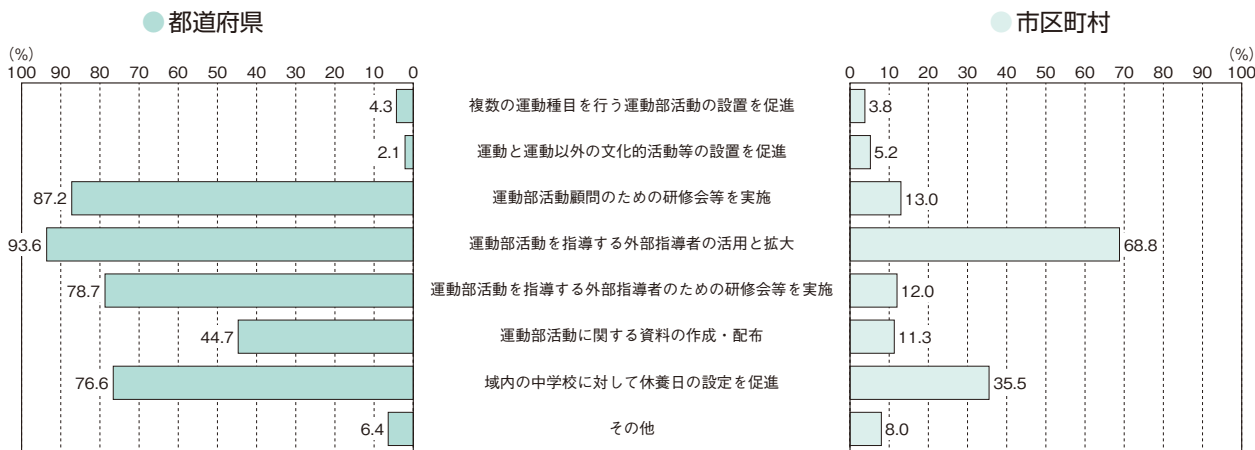 都道府県 市区町村
(%) (%)
100 90 80 70 60 50 40 30 20 10 0 0 10 20 30 40 50 60 70 80 90 100
4.3 複数の運動種目を行う運動部活動の設置を促進 3.8
2.1 運動と運動以外の文化的活動等の設置を促進 5.2
87.2 運動部活動顧問のための研修会等を実施 13.0
93.6 運動部活動を指導する外部指導者の活用と拡大 68.8
78.7 運動部活動を指導する外部指導者のための研修会等を実施 12.0
44.7 運動部活動に関する資料の作成・配布 11.3
76.6 域内の中学校に対して休養日の設定を促進 35.5
6.4 その他 8.0